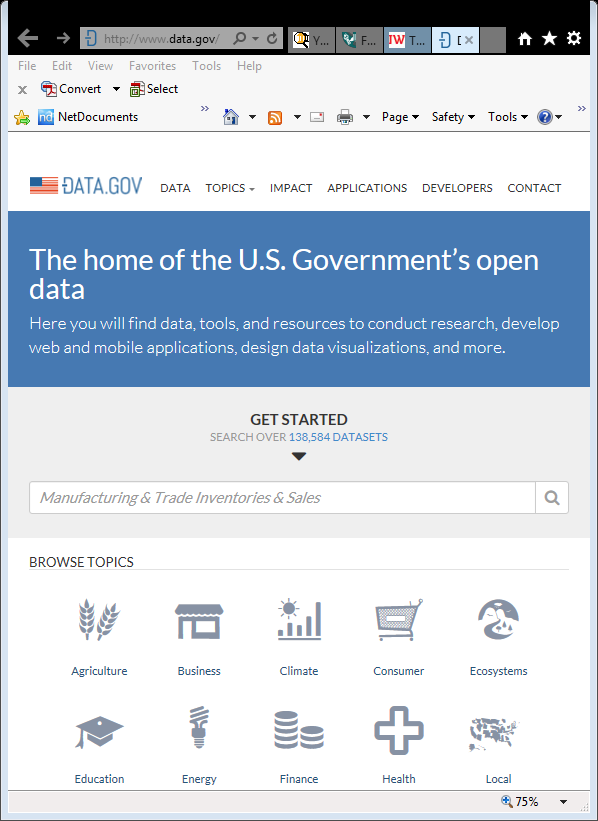 http://www.data.gov/
Y...
F...
T...
D
File Edit View Favorites Tools Help
x Convert Select
nd NetDocuments
Page Safety Tools
DATA.GOV DATA TOPICS IMPACT APPLICATIONS DEVELOPERS CONTACT
The home of the U.S. Government's open
data
Here you will find data, tools, and resources to conduct research, develop
web and mobile applications, design data visualizations, and more.
GET STARTED
SEARCH OVER 138,584 DATASETS
Manufacturing & Trade Inventories & Sales
BROWSE TOPICS
Agriculture Business Climate Consumer Ecosystems
Education Energy Finance Health Local
75%